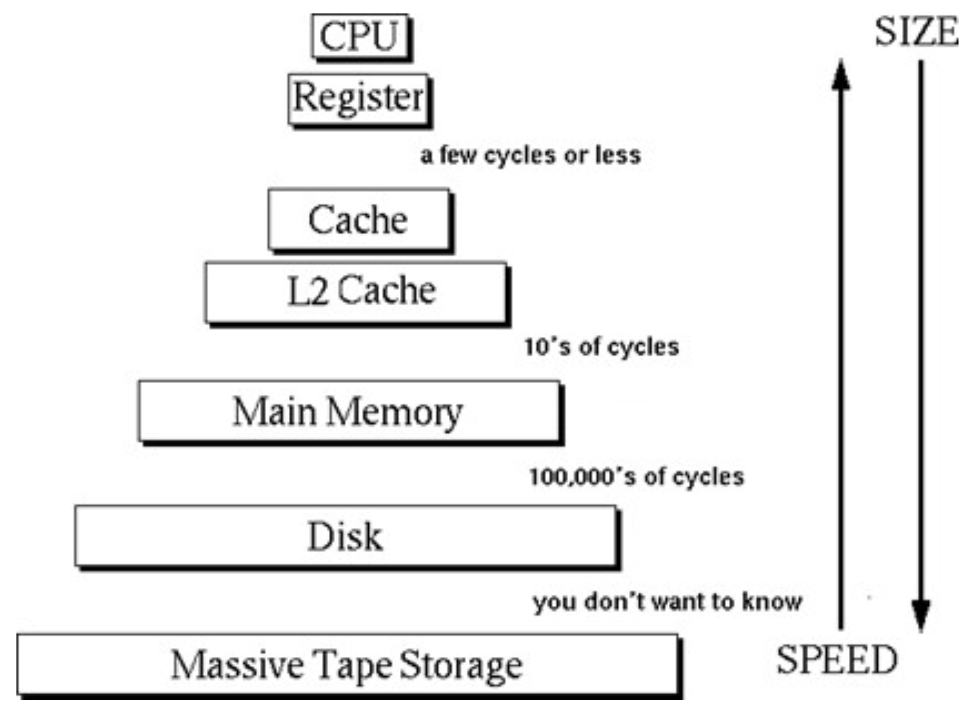 CPU
SIZE
Register
a few cycles or less
Cache
L2 Cache
10's of cycles
Main Memory
100,000's of cycles
Disk
you don't want to know
SPEED
Massive Tape Storage